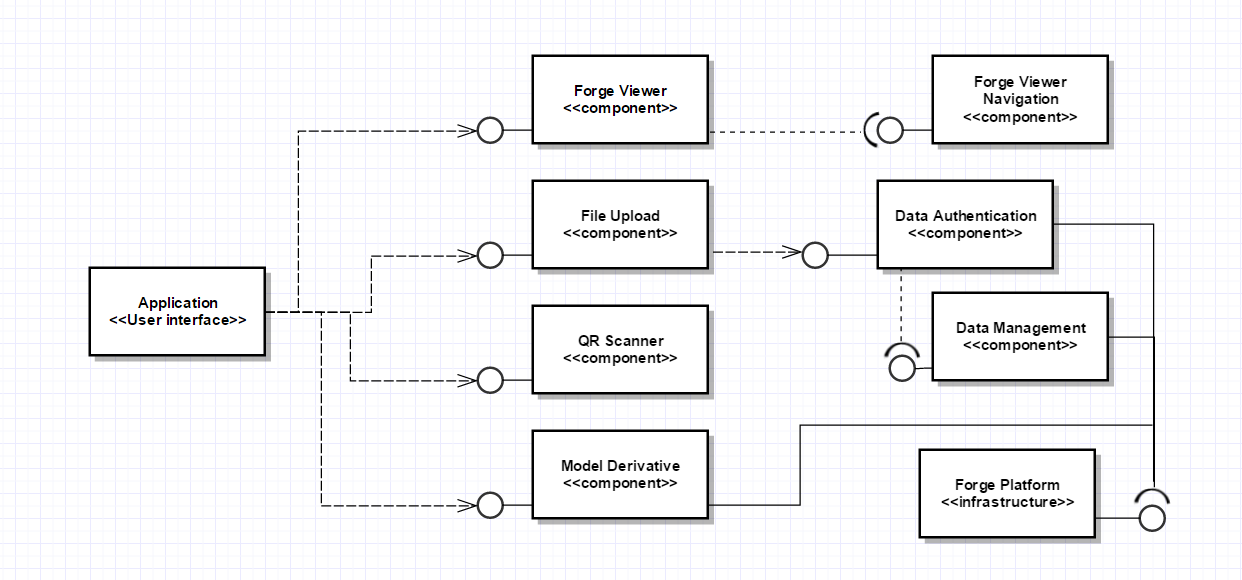 Forge Viewer
<<component>>
Forge Viewer
Navigation
<<component>>
File Upload
<<component>>
Data Authentication
<<component>>
Application
<<User interface>>
QR Scanner
<<component>>
Data Management
<<component>>
Model Derivative
<<component>>
Forge Platform
<<infrastructure>>